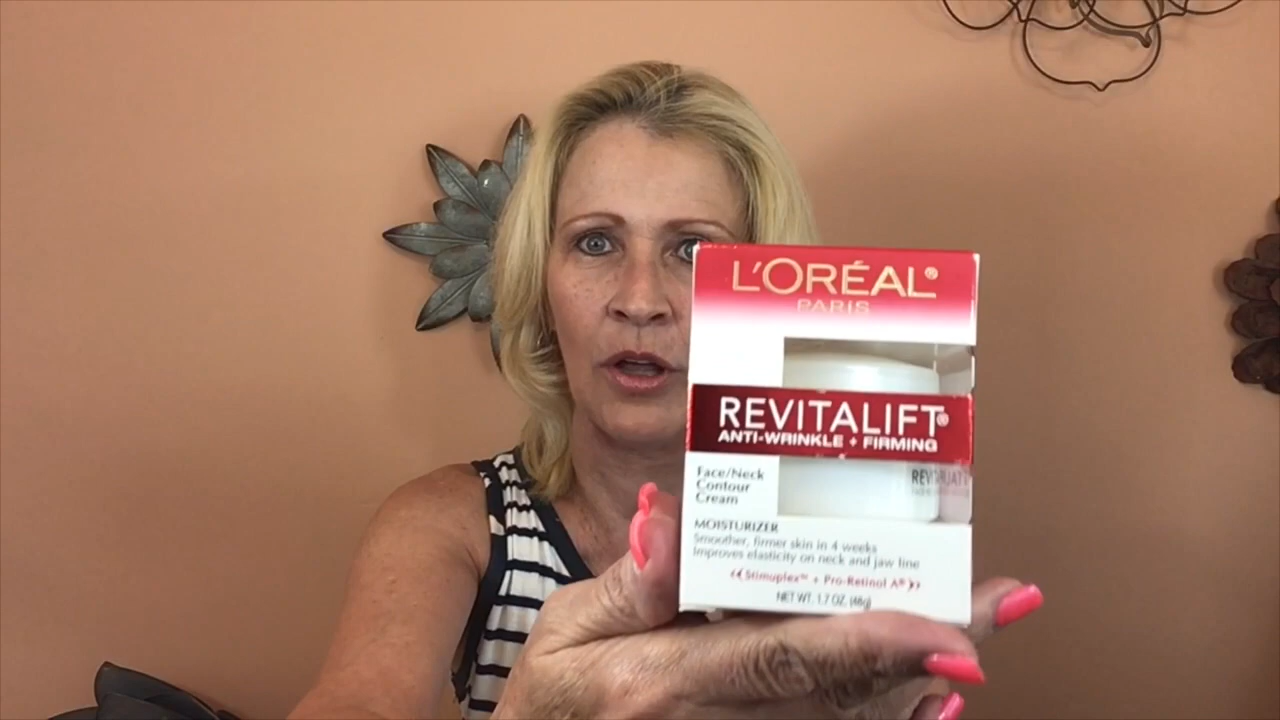 L'ORÉAL®
PARIS
REVITALIFT®
ANTI-WRINKLE + FIRMING
Face/Neck
Contour
Cream
MOISTURIZER
Smoother, firmer skin in 4 weeks
Improves elasticity on neck and jaw line
Stimuplex™ + Pro-Retinol A®
NET WT. 1.7 OZ. (48g)